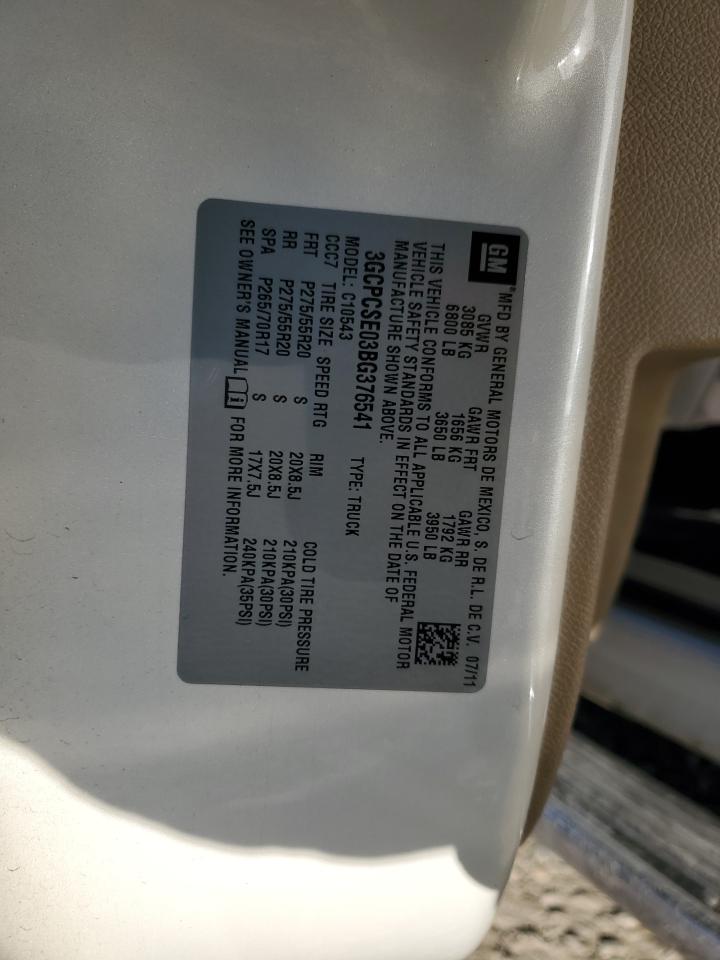 GM
®MFD BY GENERAL MOTORS DE MEXICO, S. DE R.L. DE C.V. 07/11
GVWR GAWR FRT GAWR RR
3085 KG 1656 KG 1792 KG
6800 LB 3650 LB 3950 LB
THIS VEHICLE CONFORMS TO ALL APPLICABLE U.S. FEDERAL MOTOR
VEHICLE SAFETY STANDARDS IN EFFECT ON THE DATE OF
MANUFACTURE SHOWN ABOVE.
3GCPCSE03BG376541 TYPE: TRUCK
MODEL: C10543
CCC7 TIRE SIZE SPEED RTG RIM COLD TIRE PRESSURE
FRT P275/55R20 S 20X8.5J 210KPA(30PSI)
RR P275/55R20 S 20X8.5J 210KPA(30PSI)
SPA P265/70R17 S 17X7.5J 240KPA(35PSI)
SEE OWNER'S MANUAL FOR MORE INFORMATION.